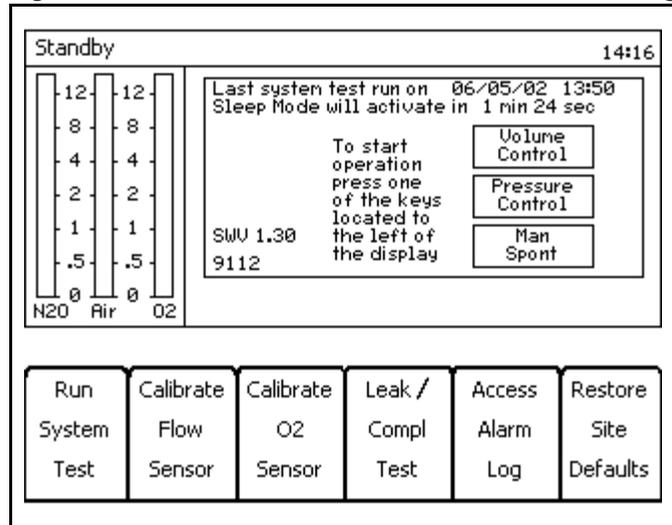 Standby 14:16
12 12
8 8
4 4
2 2
1 1
.5 .5
0 0
N2O Air O2
Last system test run on 06/05/02 13:50
Sleep Mode will activate in 1 min 24 sec
To start
operation
press one
of the keys
located to
the left of
the display
SWV 1.30
9112
Volume
Control
Pressure
Control
Man
Spont
Run
System
Test
Calibrate
Flow
Sensor
Calibrate
O2
Sensor
Leak /
Compl
Test
Access
Alarm
Log
Restore
Site
Defaults